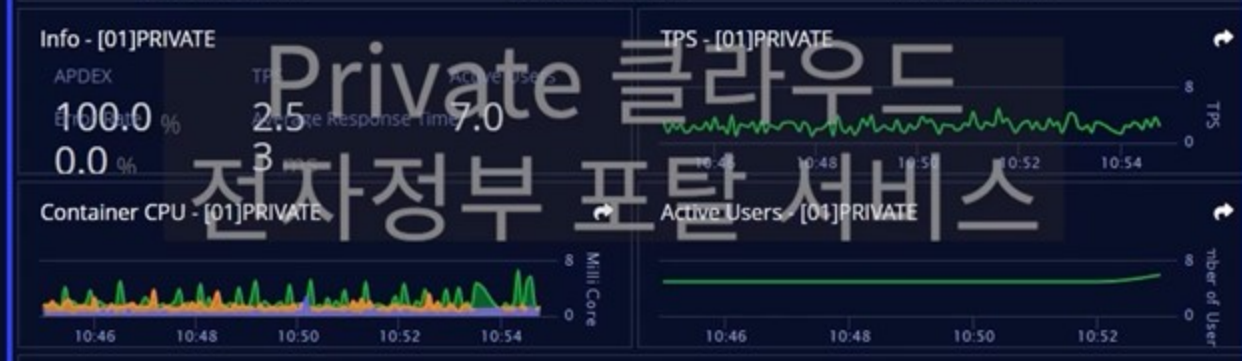 Info - [01]PRIVATE
APDEX TPS Active Users
100.0 % 2.5 7.0
Error Rate Average Response Time
0.0 % 3 ms
TPS - [01]PRIVATE
8
TPS
0
10:46 10:48 10:50 10:52 10:54
Private 클라우드
전자정부 포탈 서비스
Container CPU - [01]PRIVATE
8
Milli Core
0
10:46 10:48 10:50 10:52 10:54
Active Users - [01]PRIVATE
8
of User
0
10:46 10:48 10:50 10:52